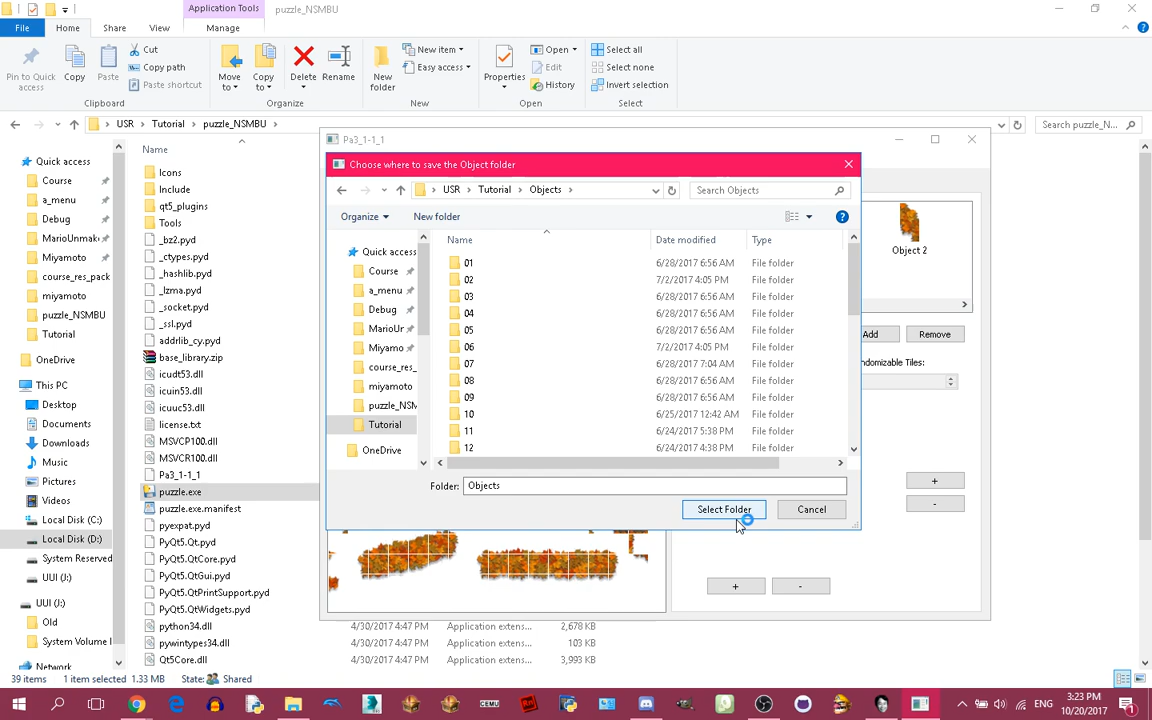 Application Tools
puzzle_NSMBU
File
Home
Share
View
Manage
Pin to Quick access
Copy
Paste
Cut
Copy path
Paste shortcut
Clipboard
Move to
Copy to
Delete
Rename
Organize
New folder
New item
Easy access
New
Properties
Open
Edit
History
Open
Select all
Select none
Invert selection
Select
USR
Tutorial
puzzle_NSMBU
Search puzzle_N...
Quick access
Course
a_menu
Debug
MarioUnmak
Miyamoto
course_res_pack
miyamoto
puzzle_NSMBU
Tutorial
OneDrive
This PC
Desktop
Documents
Downloads
Music
Pictures
Videos
Local Disk (C:)
Local Disk (D:)
System Reserved
UUI (J:)
UUI (J:)
Old
System Volume I
Network
Name
Icons
Include
qt5_plugins
Tools
_bz2.pyd
_ctypes.pyd
_hashlib.pyd
_lzma.pyd
_socket.pyd
_ssl.pyd
addrlib_cy.pyd
base_library.zip
icudt53.dll
icuin53.dll
icuuc53.dll
license.txt
MSVCP100.dll
MSVCR100.dll
Pa3_1-1_1
puzzle.exe
puzzle.exe.manifest
pyexpat.pyd
PyQt5.Qt.pyd
PyQt5.QtCore.pyd
PyQt5.QtGui.pyd
PyQt5.QtPrintSupport.pyd
PyQt5.QtWidgets.pyd
python34.dll
pywintypes34.dll
Qt5Core.dll
4/30/2017 4:47 PM Application extens... 2,678 KB
4/30/2017 4:47 PM Application extens... 103 KB
4/30/2017 4:47 PM Application extens... 3,993 KB
Pa3_1-1_1
Choose where to save the Object folder
USR
Tutorial
Objects
Search Objects
Organize
New folder
Quick access
Course
a_menu
Debug
MarioUr
Miyamo
course_res_
miyamoto
puzzle_NSM
Tutorial
OneDrive
Name Date modified Type
01 6/28/2017 6:56 AM File folder
02 7/2/2017 4:05 PM File folder
03 6/28/2017 6:56 AM File folder
04 6/28/2017 6:56 AM File folder
05 6/28/2017 6:56 AM File folder
06 7/2/2017 4:05 PM File folder
07 6/28/2017 7:04 AM File folder
08 6/28/2017 6:56 AM File folder
09 6/28/2017 6:56 AM File folder
10 6/25/2017 12:42 AM File folder
11 6/24/2017 5:38 PM File folder
12 6/24/2017 4:38 PM File folder
Folder: Objects
Select Folder
Cancel
Object 2
Add
Remove
ndomizable Tiles:
+
-
+
-
39 items
1 item selected 1.33 MB
State: Shared
CEMU
ENG
3:23 PM
10/20/2017
1